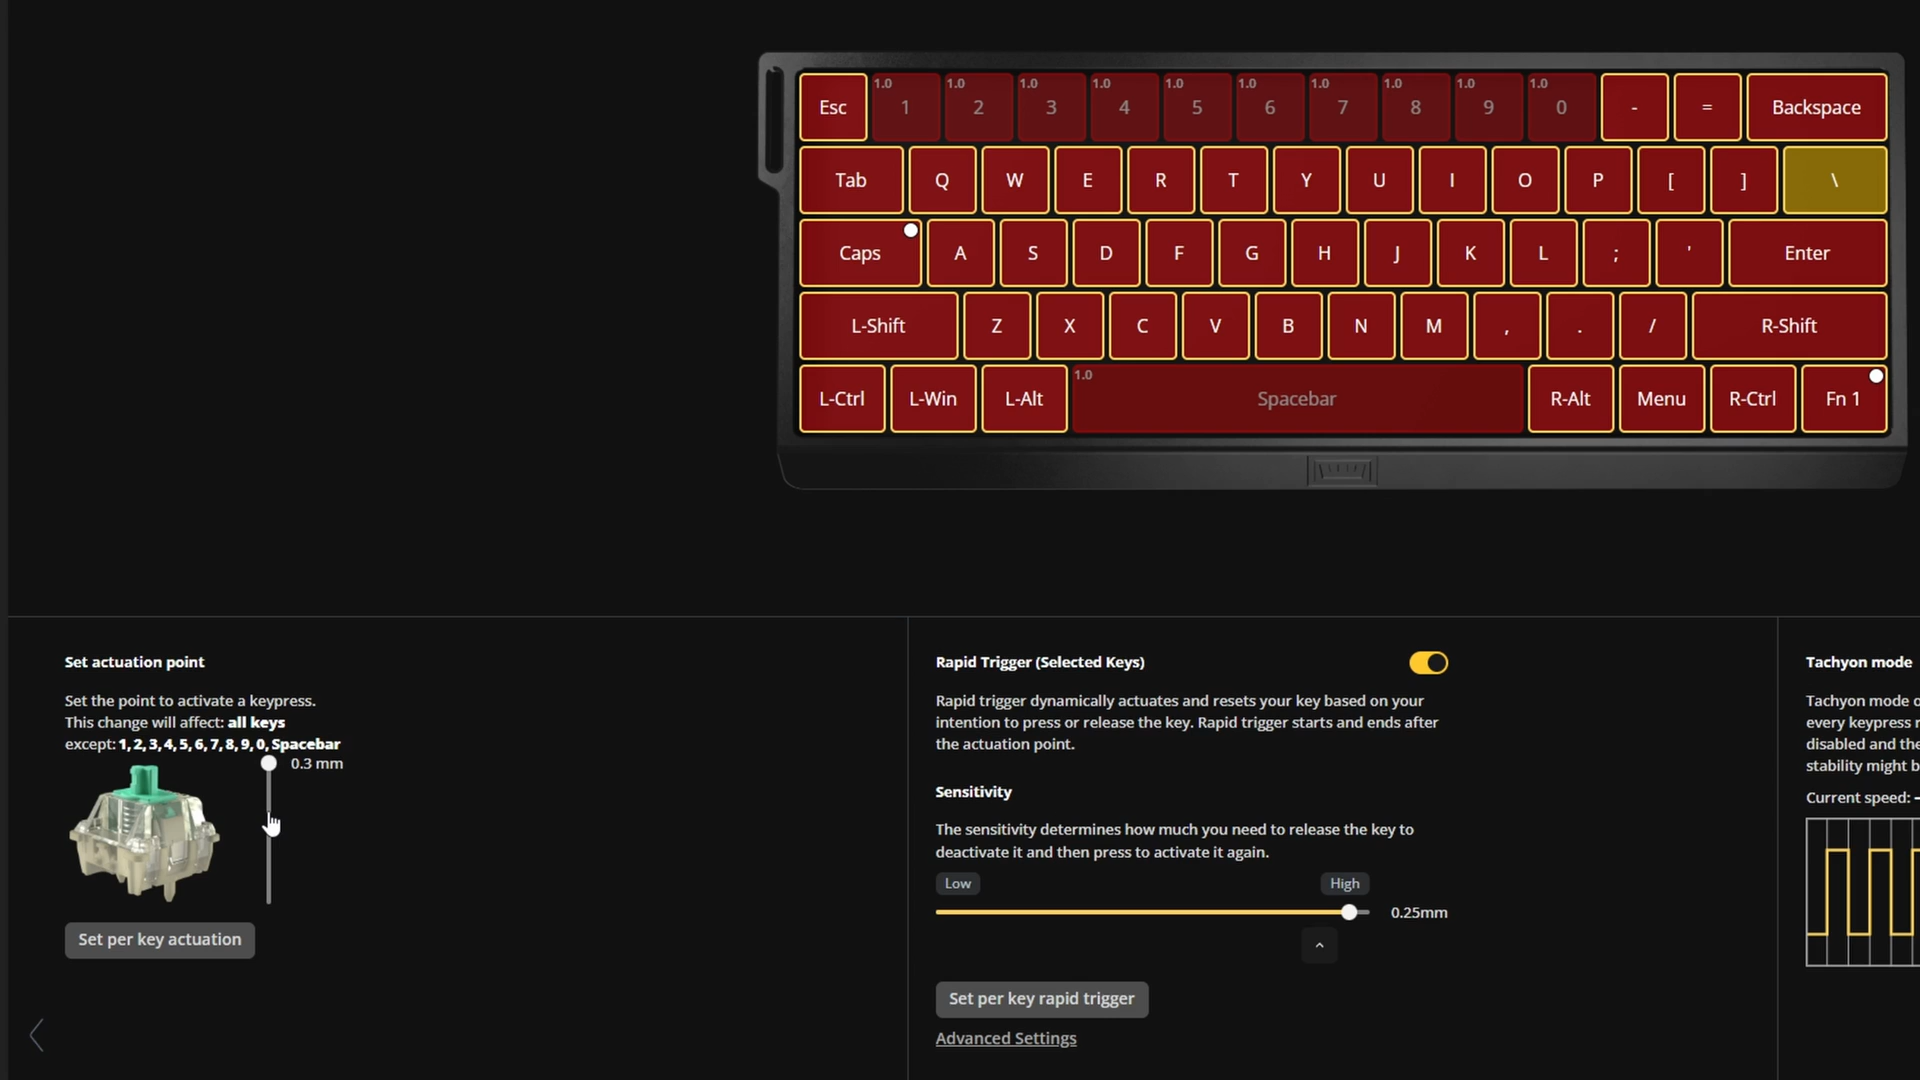 1.0 1.0 1.0 1.0 1.0 1.0 1.0 1.0 1.0 1.0
Esc 1 2 3 4 5 6 7 8 9 0 - = Backspace
Tab Q W E R T Y U I O P [ ] \
Caps A S D F G H J K L ; ' Enter
L-Shift Z X C V B N M , . / R-Shift
1.0
L-Ctrl L-Win L-Alt Spacebar R-Alt Menu R-Ctrl Fn 1
Set actuation point
Set the point to activate a keypress.
This change will affect: all keys
except: 1, 2, 3, 4, 5, 6, 7, 8, 9, 0, Spacebar
0.3 mm
Set per key actuation
Rapid Trigger (Selected Keys)
Rapid trigger dynamically actuates and resets your key based on your
intention to press or release the key. Rapid trigger starts and ends after
the actuation point.
Sensitivity
The sensitivity determines how much you need to release the key to
deactivate it and then press to activate it again.
Low High
0.25mm
Set per key rapid trigger
Advanced Settings
Tachyon mode
Tachyon mode
every keypress
disabled and the
stability might
Current speed: -